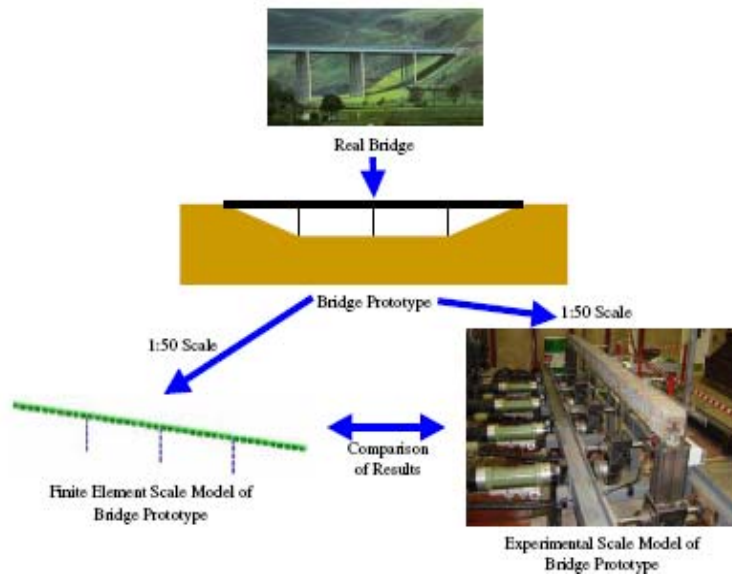 Real Bridge
Bridge Prototype
1:50 Scale
1:50 Scale
Comparison
of Results
Finite Element Scale Model of
Bridge Prototype
Experimental Scale Model of
Bridge Prototype